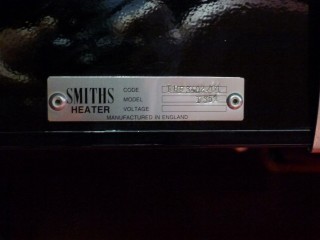 SMITHS
HEATER
CODE
MODEL
VOLTAGE
MANUFACTURED IN ENGLAND